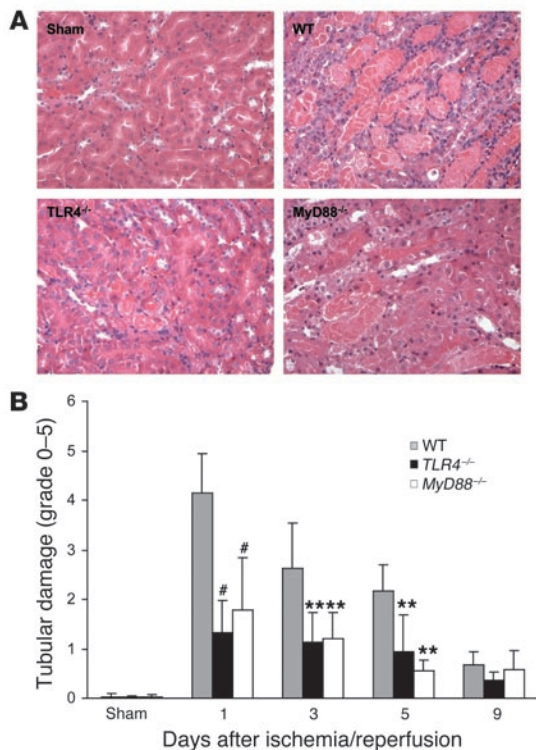 A
Sham
WT
TLR4-/-
MyD88-/-
B
Tubular damage (grade 0–5)
6
5
4
3
2
1
0
WT
TLR4-/-
MyD88-/-
#
#
****
**
**
Sham
1
3
5
9
Days after ischemia/reperfusion